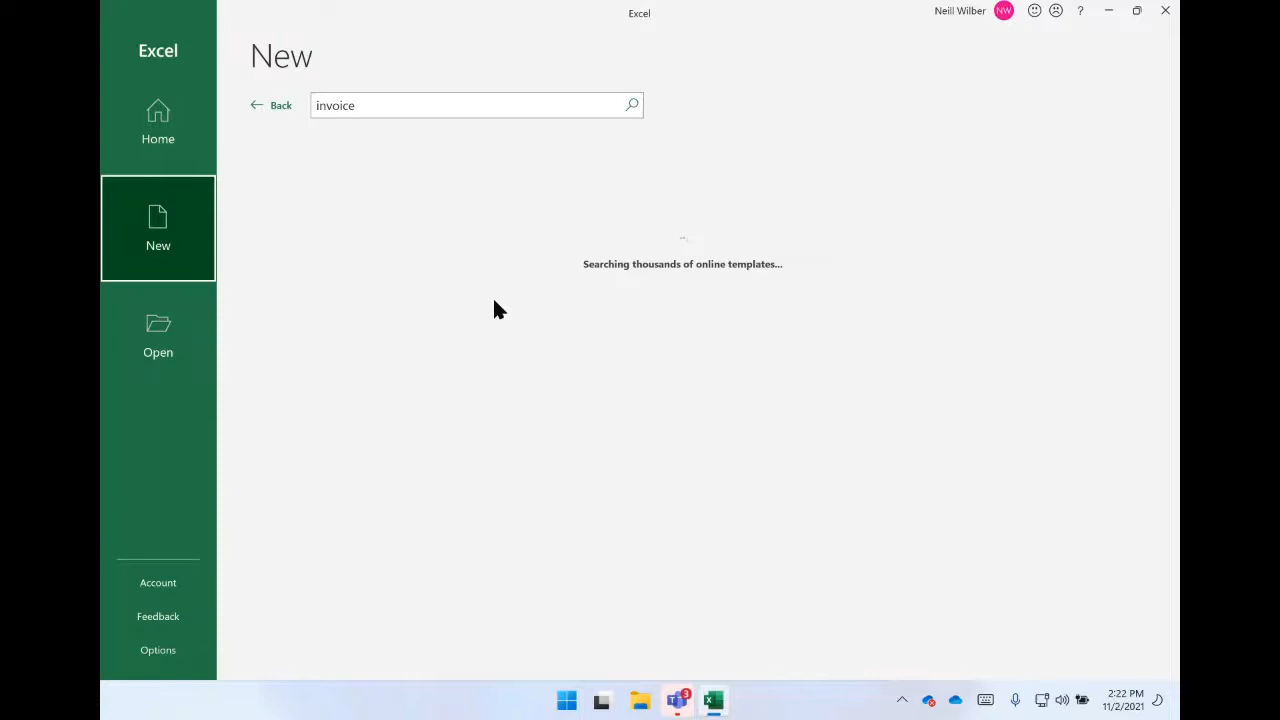 Excel
Neill Wilber NW ?
Excel
New
Back
invoice
Home
New
Searching thousands of online templates...
Open
Account
Feedback
Options
3
2:22 PM
11/2/2021